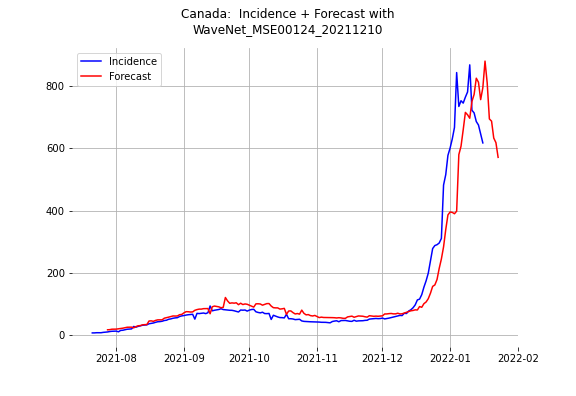 Canada:  Incidence + Forecast with
WaveNet_MSE00124_20211210
Incidence
Forecast
800
600
400
200
0
2021-08 2021-09 2021-10 2021-11 2021-12 2022-01 2022-02